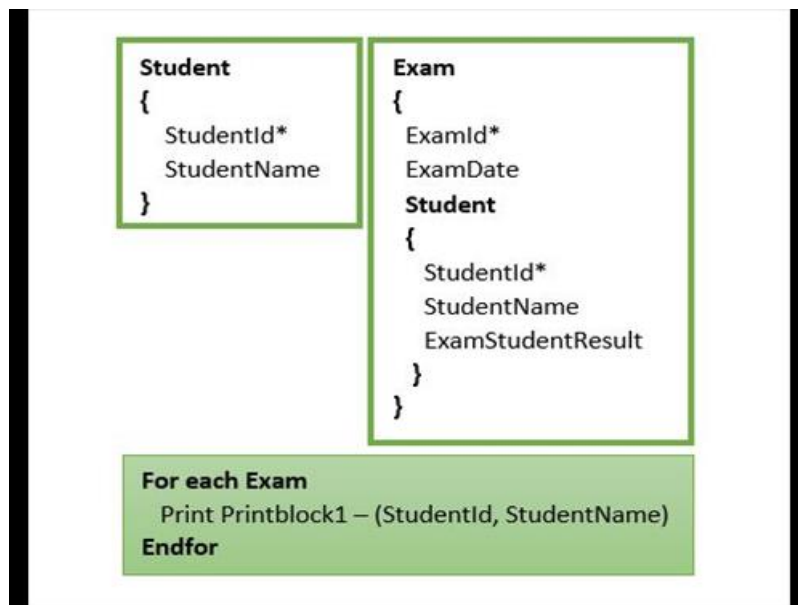 Student
{
StudentId*
StudentName
}
Exam
{
ExamId*
ExamDate
Student
{
StudentId*
StudentName
ExamStudentResult
}
}
For each Exam
Print Printblock1 – (StudentId, StudentName)
Endfor